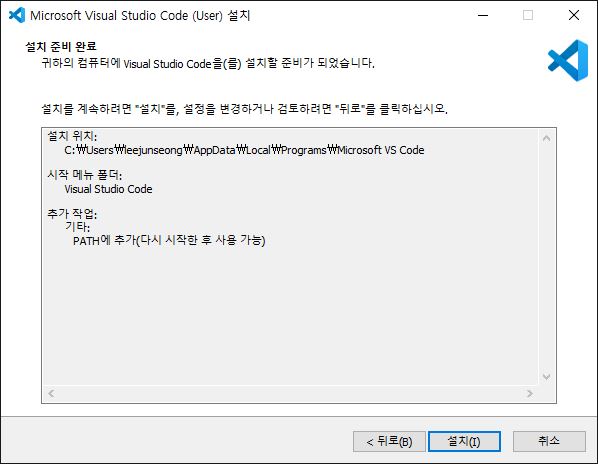 Microsoft Visual Studio Code (User) 설치
설치 준비 완료
귀하의 컴퓨터에 Visual Studio Code을(를) 설치할 준비가 되었습니다.
설치를 계속하려면 "설치"를, 설정을 변경하거나 검토하려면 "뒤로"를 클릭하십시오.
설치 위치:
C:₩Users₩leejunseong₩AppData₩Local₩Programs₩Microsoft VS Code
시작 메뉴 폴더:
Visual Studio Code
추가 작업:
기타:
PATH에 추가(다시 시작한 후 사용 가능)
< 뒤로(B) 설치(I) 취소